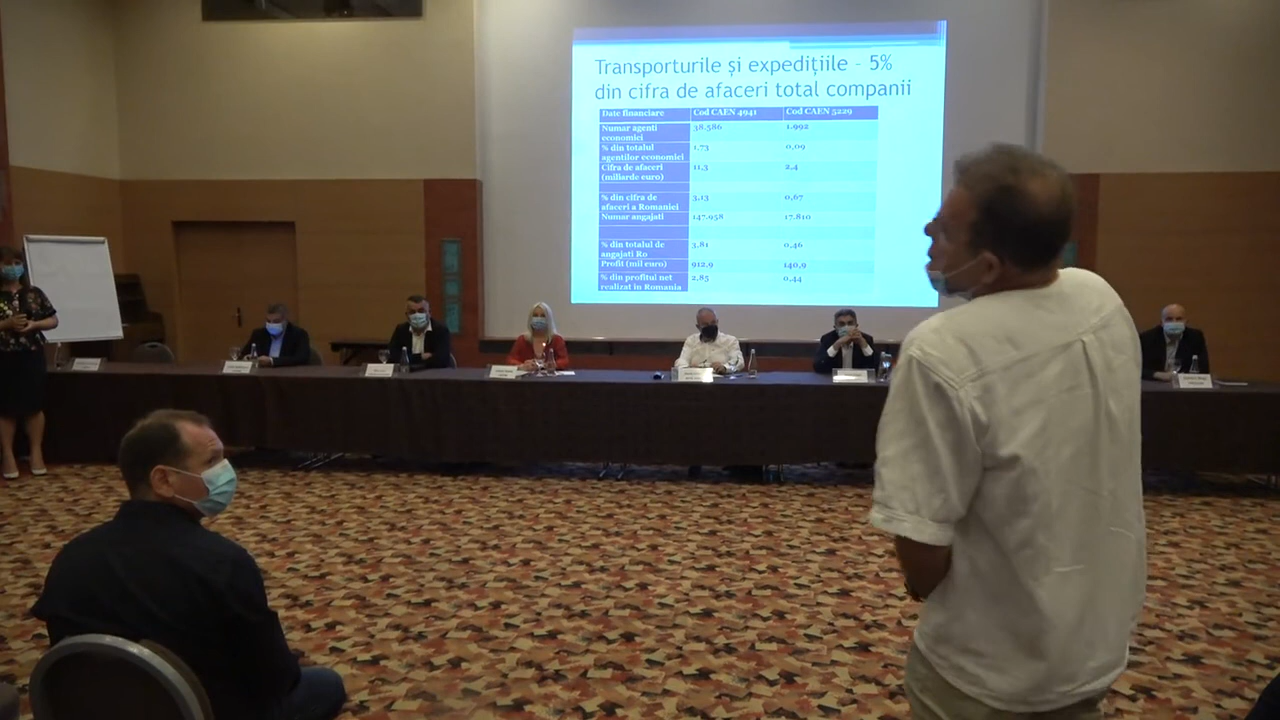 Transporturile și expedițiile – 5%
din cifra de afaceri total companii
Date financiare Cod CAEN 4941 Cod CAEN 5229
Numar agenti economici 38.586 1.992
% din totalul agentilor economici 1,73 0,09
Cifra de afaceri (miliarde euro) 11,3 2,4
% din cifra de afaceri a Romaniei 3,13 0,67
Numar angajati 147.958 17.810
% din totalul de angajati Ro 3,81 0,46
Profit (mil euro) 912,9 140,9
% din profitul net realizat in Romania 2,85 0,44